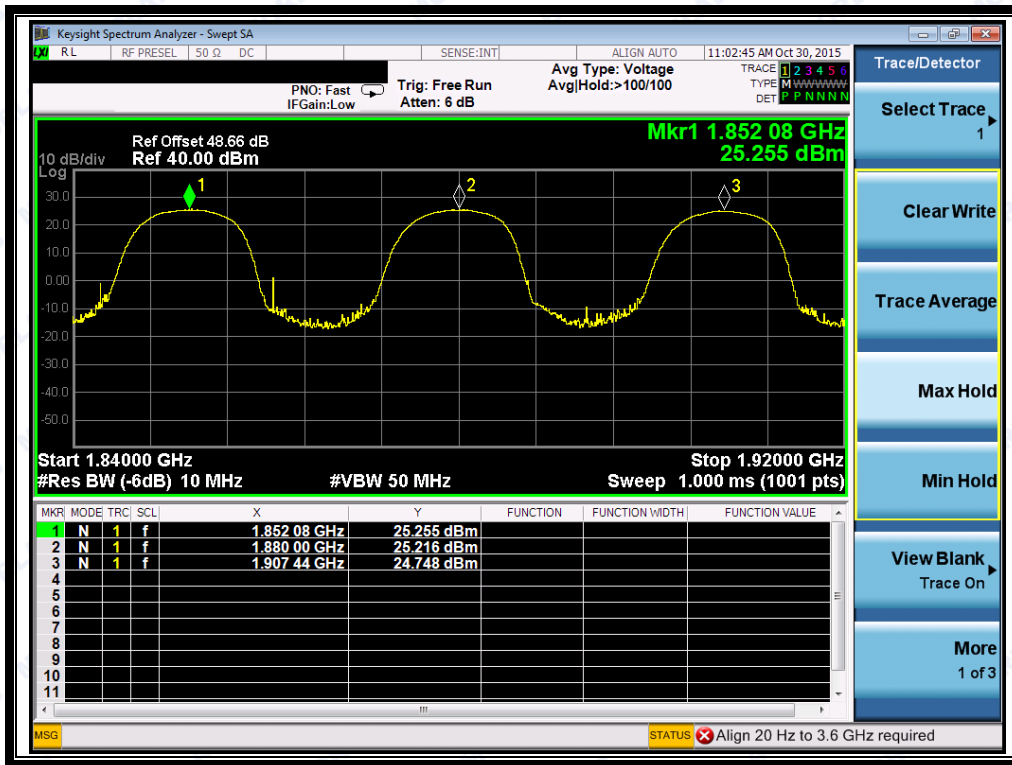 Keysight Spectrum Analyzer - Swept SA
LXI RL RF PRESEL 50 Ω DC SENSE:INT ALIGN AUTO 11:02:45 AM Oct 30, 2015
PNO: Fast
IFGain:Low
Trig: Free Run
Atten: 6 dB
Avg Type: Voltage
Avg|Hold:>100/100
TRACE 1 2 3 4 5 6
TYPE M WWWWW
DET P P N N N N
Mkr1 1.852 08 GHz
25.255 dBm
Ref Offset 48.66 dB
10 dB/div Ref 40.00 dBm
Log
1
2
3
30.0
20.0
10.0
0.00
-10.0
-20.0
-30.0
-40.0
-50.0
Start 1.84000 GHz Stop 1.92000 GHz
#Res BW (-6dB) 10 MHz #VBW 50 MHz Sweep 1.000 ms (1001 pts)
MKR MODE TRC SCL X Y FUNCTION FUNCTION WIDTH FUNCTION VALUE
1 N 1 f 1.852 08 GHz 25.255 dBm
2 N 1 f 1.880 00 GHz 25.216 dBm
3 N 1 f 1.907 44 GHz 24.748 dBm
4
5
6
7
8
9
10
11
MSG STATUS Align 20 Hz to 3.6 GHz required
Trace/Detector
Select Trace
1
Clear Write
Trace Average
Max Hold
Min Hold
View Blank
Trace On
More
1 of 3